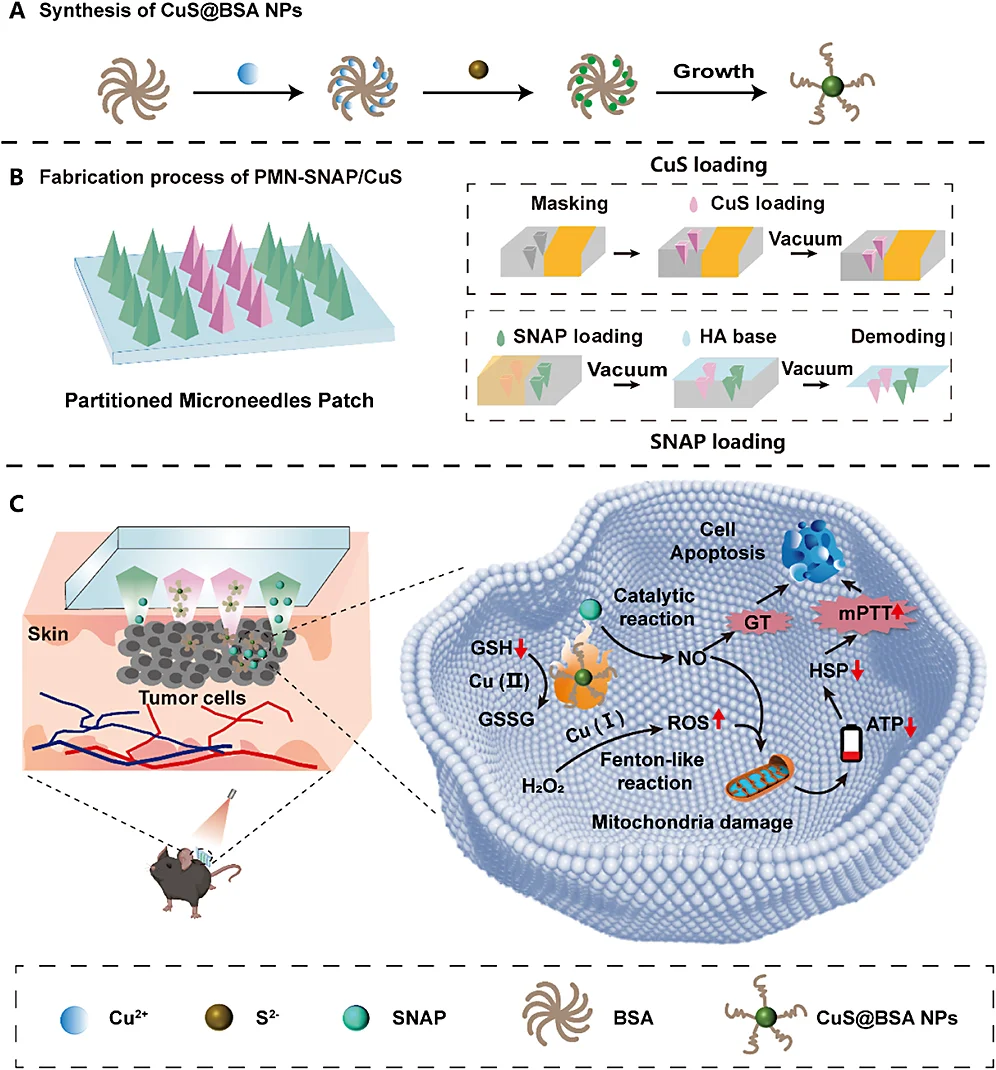 A Synthesis of CuS@BSA NPs
Growth
B Fabrication process of PMN-SNAP/CuS
Partitioned Microneedles Patch
CuS loading
Masking
CuS loading
Vacuum
SNAP loading
Vacuum
HA base
Vacuum
Demoding
SNAP loading
C
Skin
Tumor cells
Cell
Apoptosis
Catalytic
reaction
GT
mPTT
GSH
NO
HSP
Cu (II)
GSSG
Cu (I)
ROS
ATP
Fenton-like
reaction
H₂O₂
Mitochondria damage
Cu²⁺
S²⁻
SNAP
BSA
CuS@BSA NPs